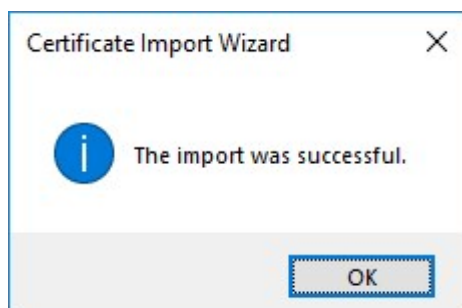 Certificate Import Wizard
The import was successful.
OK